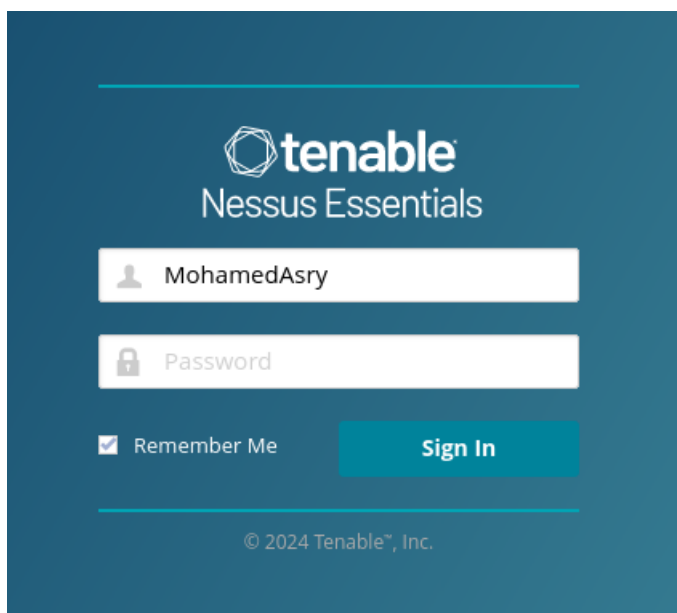 tenable
Nessus Essentials
MohamedAsry
Password
Remember Me
Sign In
© 2024 Tenable™, Inc.